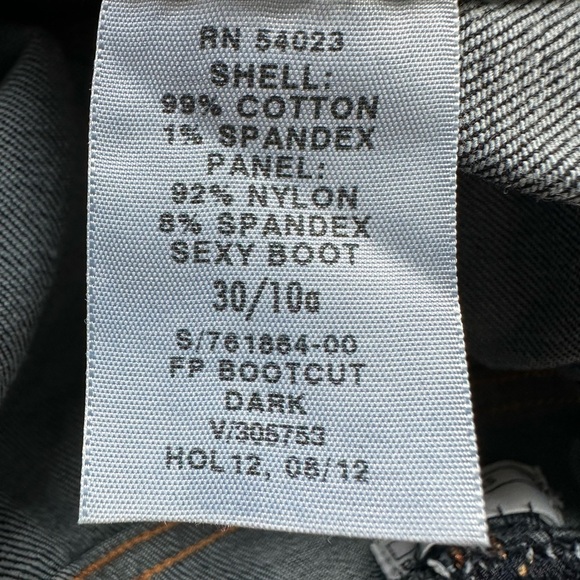 RN 54023
SHELL:
99% COTTON
1% SPANDEX
PANEL:
92% NYLON
8% SPANDEX
SEXY BOOT
30/10a
S/761864-00
FP BOOTCUT
DARK
V/305753
HOL12, 08/12